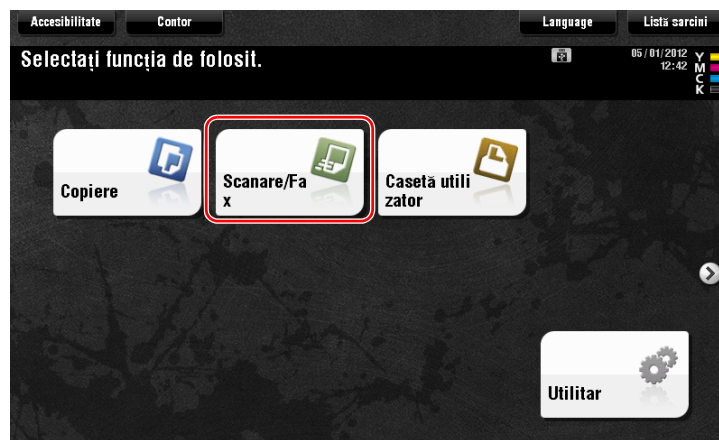 Accesibilitate Contor Language Listă sarcini
Selectați funcția de folosit.
05/01/2012
12:42
Y
M
C
K
Copiere
Scanare/Fa
x
Casetă utili
zator
Utilitar